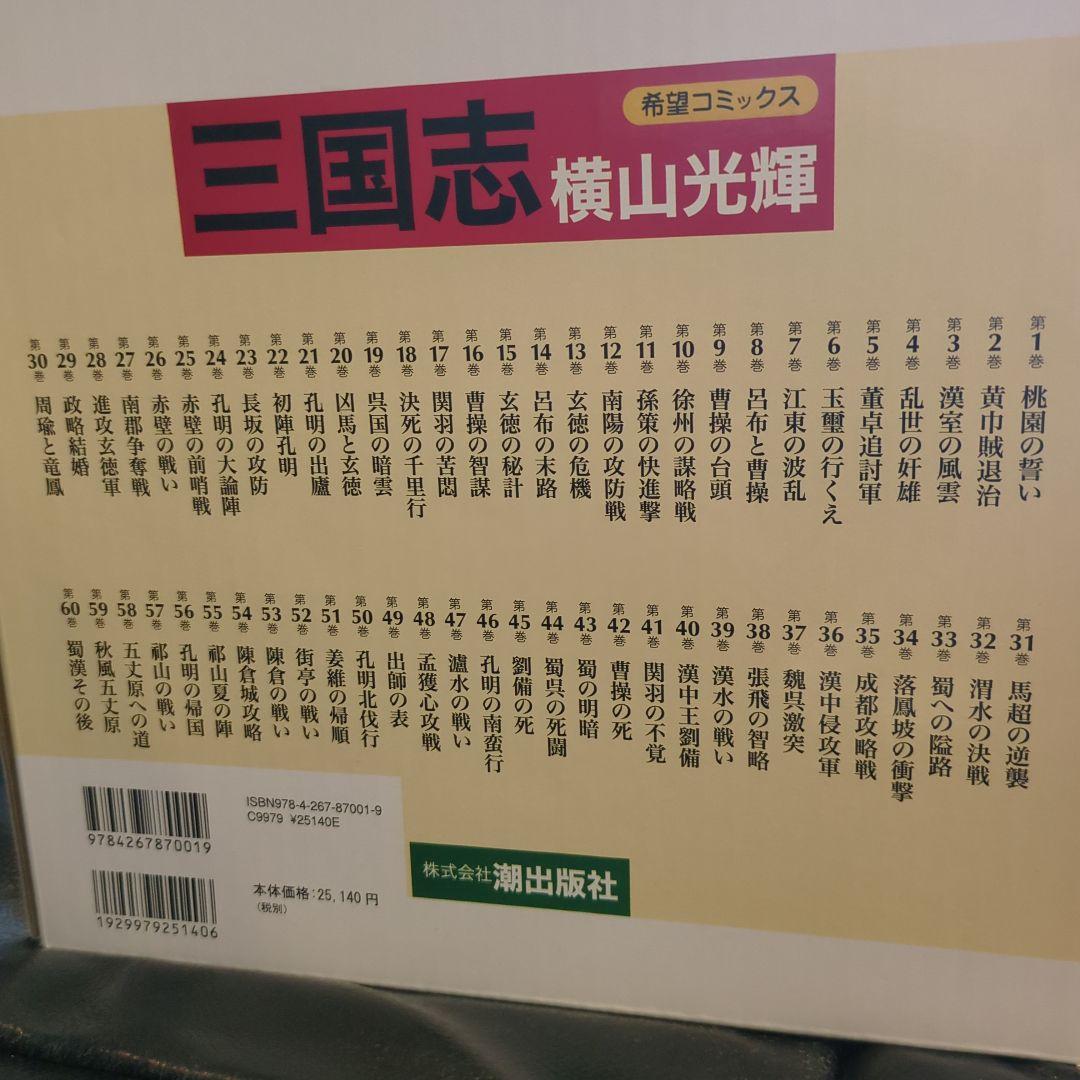 希望コミックス
三国志 横山光輝
第1巻 桃園の誓い
第2巻 黄巾賊退治
第3巻 漢室の風雲
第4巻 乱世の奸雄
第5巻 董卓追討軍
第6巻 玉璽の行くえ
第7巻 江東の波乱
第8巻 呂布と曹操
第9巻 曹操の台頭
第10巻 徐州の謀略戦
第11巻 孫策の快進撃
第12巻 南陽の攻防戦
第13巻 玄徳の危機
第14巻 呂布の末路
第15巻 玄徳の秘計
第16巻 曹操の智謀
第17巻 関羽の苦悶
第18巻 決死の千里行
第19巻 呉国の暗雲
第20巻 凶馬と玄徳
第21巻 孔明の出廬
第22巻 初陣孔明
第23巻 長坂の攻防
第24巻 孔明の大論陣
第25巻 赤壁の前哨戦
第26巻 赤壁の戦い
第27巻 南郡争奪戦
第28巻 進攻玄徳軍
第29巻 政略結婚
第30巻 周瑜と竜鳳
第31巻 馬超の逆襲
第32巻 渭水の決戦
第33巻 蜀への隘路
第34巻 落鳳坡の衝撃
第35巻 成都攻略戦
第36巻 漢中侵攻軍
第37巻 魏呉激突
第38巻 張飛の智略
第39巻 漢水の戦い
第40巻 漢中王劉備
第41巻 関羽の不覚
第42巻 曹操の死
第43巻 蜀の明暗
第44巻 蜀呉の死闘
第45巻 劉備の死
第46巻 孔明の南蛮行
第47巻 瀘水の戦い
第48巻 孟獲心攻戦
第49巻 出師の表
第50巻 孔明北伐行
第51巻 姜維の帰順
第52巻 街亭の戦い
第53巻 陳倉の戦い
第54巻 陳倉城攻略
第55巻 祁山夏の陣
第56巻 孔明の帰国
第57巻 祁山の戦い
第58巻 五丈原への道
第59巻 秋風五丈原
第60巻 蜀漢その後
ISBN978-4-267-87001-9
C9979 ¥25140E
9784267870019
本体価格:25,140円
(税別)
1929979251406
株式会社 潮出版社